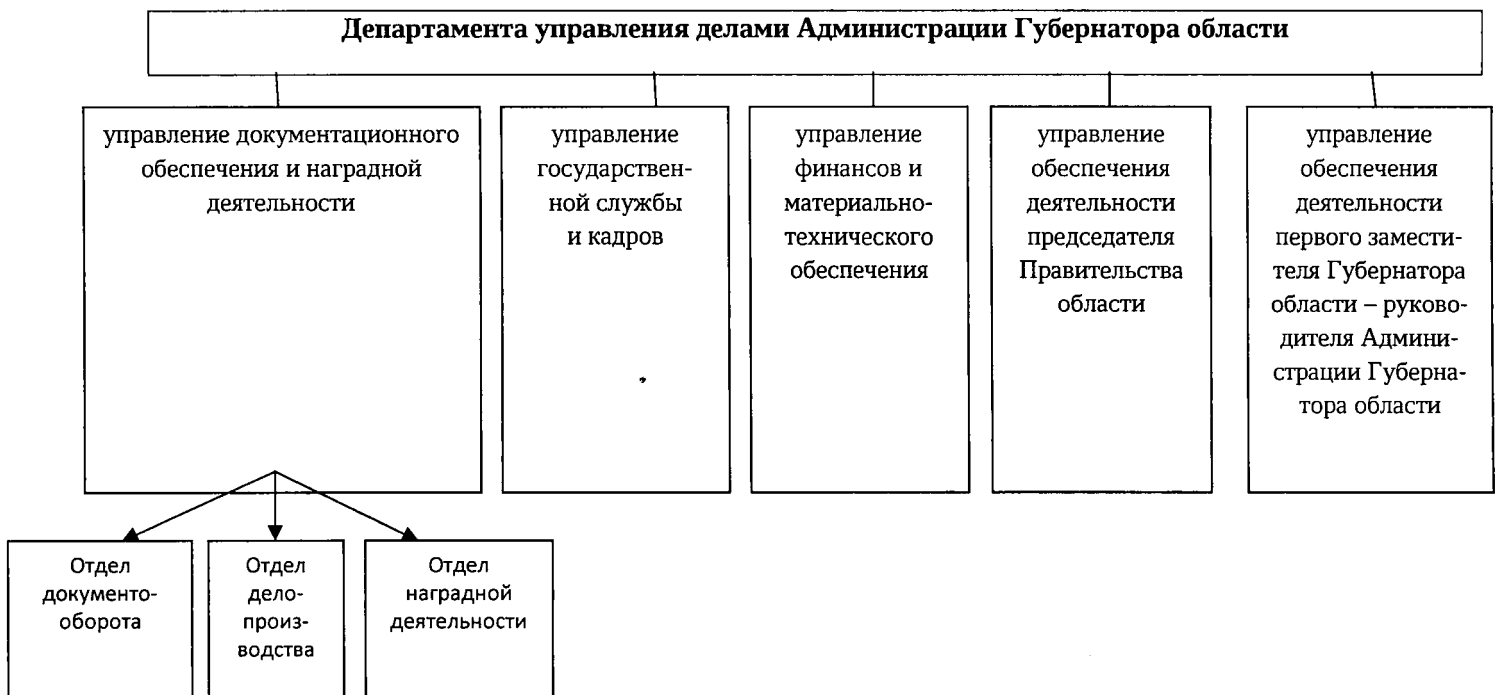 Департамента управления делами Администрации Губернатора области
управление документационного
обеспечения и наградной
деятельности
управление
государствен-
ной службы
и кадров
управление
финансов и
материально-
технического
обеспечения
управление
обеспечения
деятельности
председателя
Правительства
области
управление
обеспечения
деятельности
первого замести-
теля Губернатора
области – руково-
дителя Админи-
страции Губерна-
тора области
Отдел
документо-
оборота
Отдел
дело-
произ-
водства
Отдел
наградной
деятельности